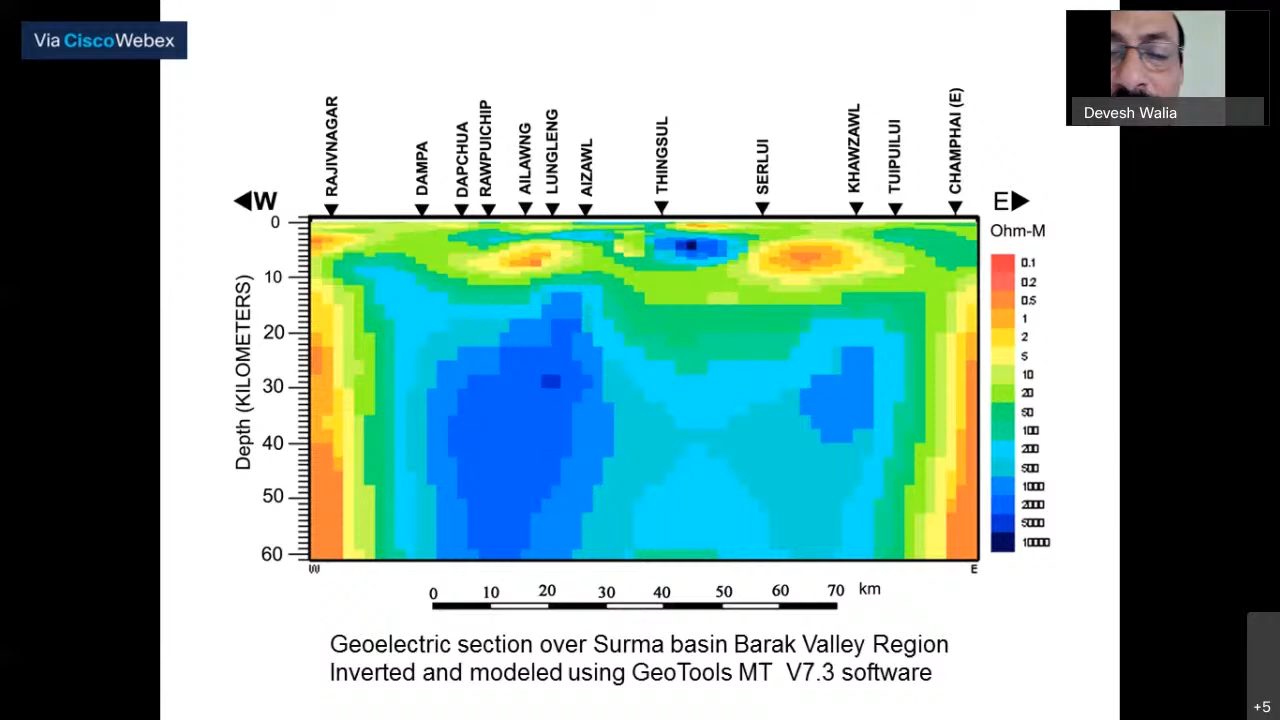 Via CiscoWebex
Devesh Walia
RAJIVNAGAR
DAMPA
DAPCHUA
RAWPUICHIP
AILAWNG
LUNGLENG
AIZAWL
THINGSUL
SERLUI
KHAWZAWL
TUIPUILUI
CHAMPHAI (E)
W
E
Ohm-M
0
10
20
30
40
50
60
Depth (KILOMETERS)
0.1
0.2
0.5
1
2
5
10
20
50
100
200
500
1000
2000
5000
10000
W
E
0 10 20 30 40 50 60 70 km
Geoelectric section over Surma basin Barak Valley Region
Inverted and modeled using GeoTools MT V7.3 software
+5